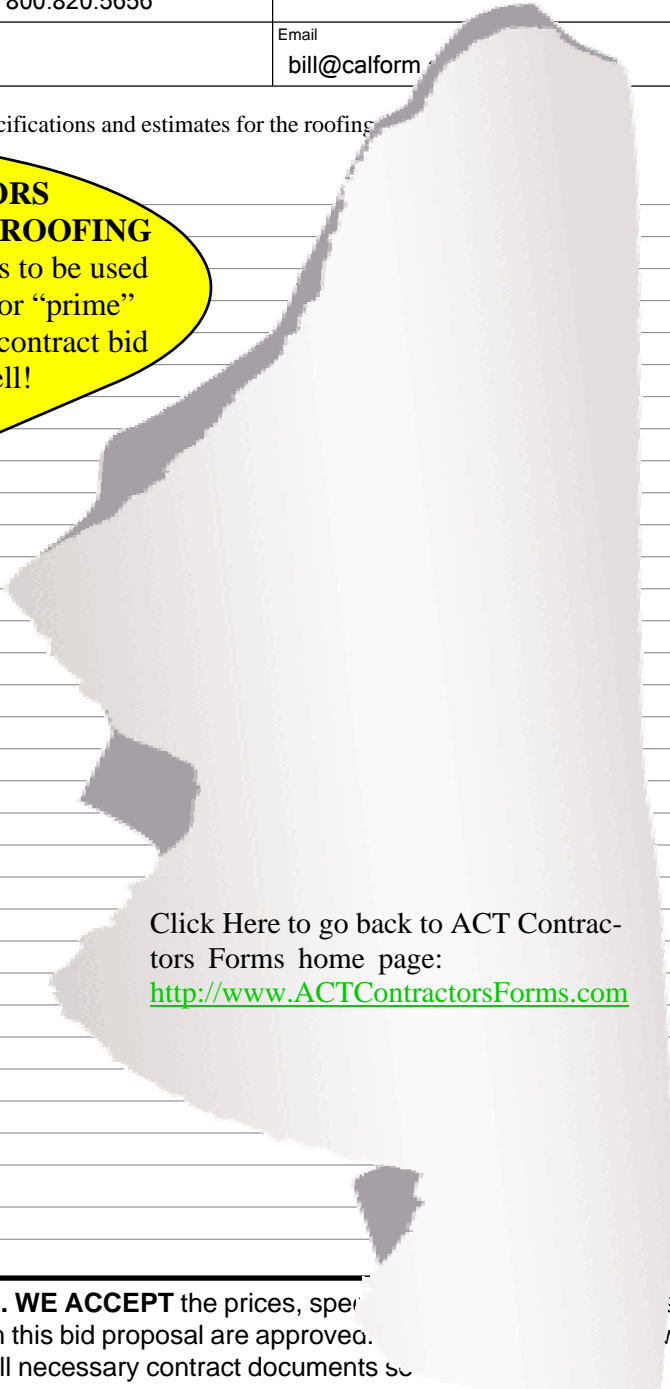 800.820.5656
Email
bill@calform
cifications and estimates for the roofing
ORS
ROOFING
s to be used
or “prime”
contract bid
ell!
Click Here to go back to ACT Contrac-
tors Forms home page:
http://www.ACTContractorsForms.com
. WE ACCEPT the prices, spe
n this bid proposal are approved.
ll necessary contract documents so